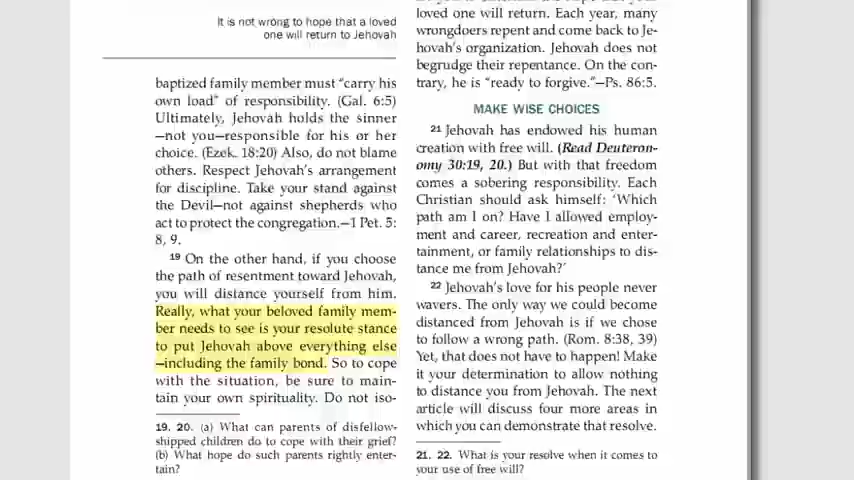 It is not wrong to hope that a loved
one will return to Jehovah
baptized family member must “carry his
own load” of responsibility. (Gal. 6:5)
Ultimately, Jehovah holds the sinner
—not you—responsible for his or her
choice. (Ezek. 18:20) Also, do not blame
others. Respect Jehovah’s arrangement
for discipline. Take your stand against
the Devil—not against shepherds who
act to protect the congregation.—1 Pet. 5:
8, 9.
19 On the other hand, if you choose
the path of resentment toward Jehovah,
you will distance yourself from him.
Really, what your beloved family mem-
ber needs to see is your resolute stance
to put Jehovah above everything else
—including the family bond. So to cope
with the situation, be sure to main-
tain your own spirituality. Do not iso-
19, 20. (a) What can parents of disfellow-
shipped children do to cope with their grief?
(b) What hope do such parents rightly enter-
tain?
loved one will return. Each year, many
wrongdoers repent and come back to Je-
hovah’s organization. Jehovah does not
begrudge their repentance. On the con-
trary, he is “ready to forgive.”—Ps. 86:5.
MAKE WISE CHOICES
21 Jehovah has endowed his human
creation with free will. (Read Deuteron-
omy 30:19, 20.) But with that freedom
comes a sobering responsibility. Each
Christian should ask himself: ‘Which
path am I on? Have I allowed employ-
ment and career, recreation and enter-
tainment, or family relationships to dis-
tance me from Jehovah?’
22 Jehovah’s love for his people never
wavers. The only way we could become
distanced from Jehovah is if we chose
to follow a wrong path. (Rom. 8:38, 39)
Yet, that does not have to happen! Make
it your determination to allow nothing
to distance you from Jehovah. The next
article will discuss four more areas in
which you can demonstrate that resolve.
21, 22. What is your resolve when it comes to
your use of free will?